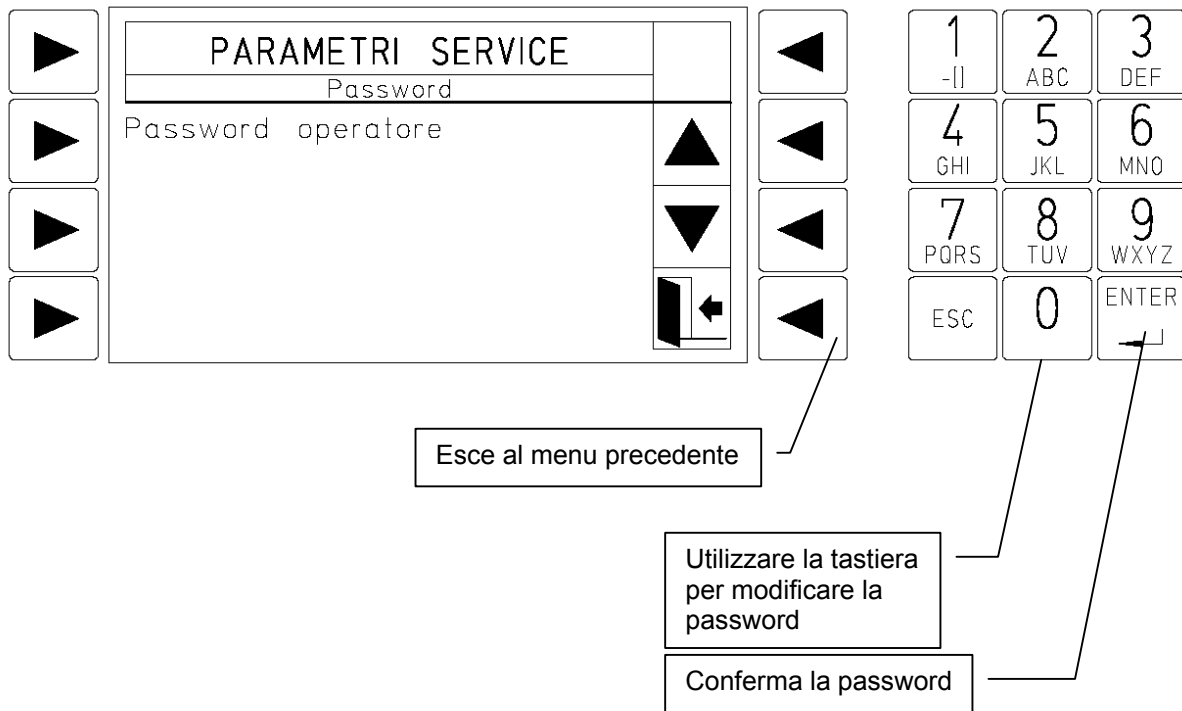 PARAMETRI SERVICE
Password
Password operatore
1 2 3
-[] ABC DEF
4 5 6
GHI JKL MNO
7 8 9
PQRS TUV WXYZ
ESC 0 ENTER
Esce al menu precedente
Utilizzare la tastiera
per modificare la
password
Conferma la password